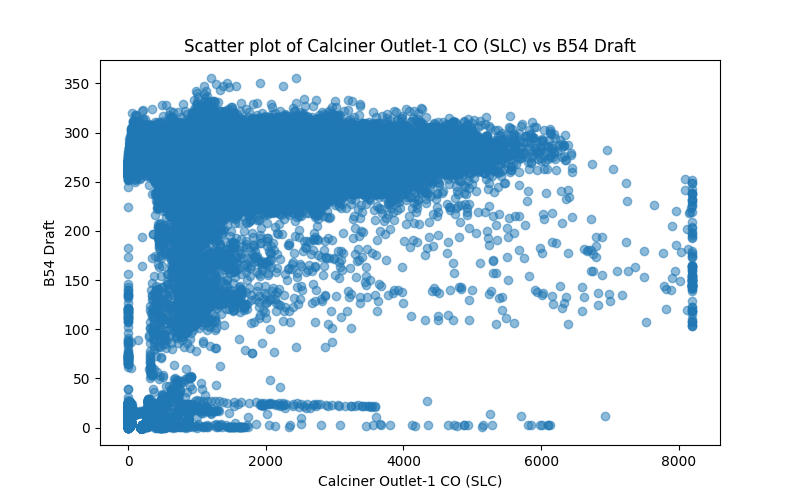 Scatter plot of Calciner Outlet-1 CO (SLC) vs B54 Draft
350
300
250
200
150
100
50
0
B54 Draft
0 2000 4000 6000 8000
Calciner Outlet-1 CO (SLC)